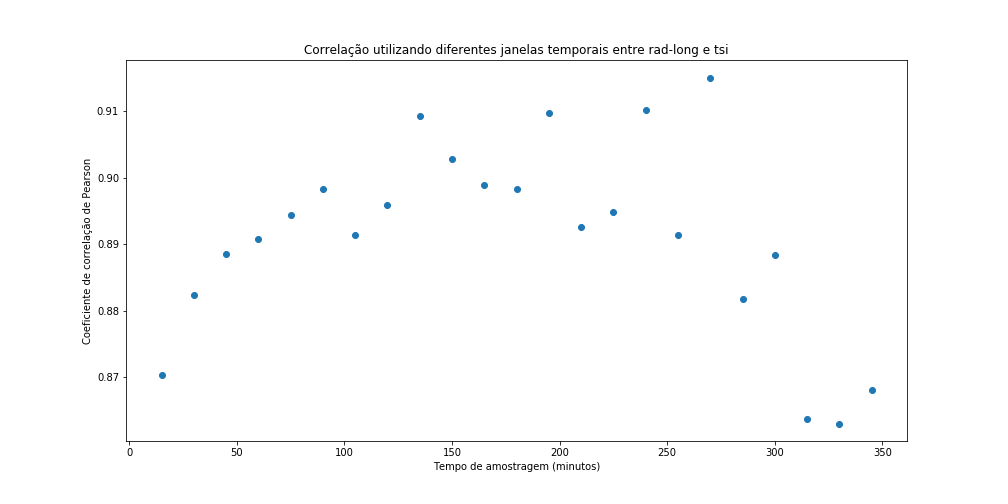 Correlação utilizando diferentes janelas temporais entre rad-long e tsi
Coeficiente de correlação de Pearson
0.91
0.90
0.89
0.88
0.87
0 50 100 150 200 250 300 350
Tempo de amostragem (minutos)